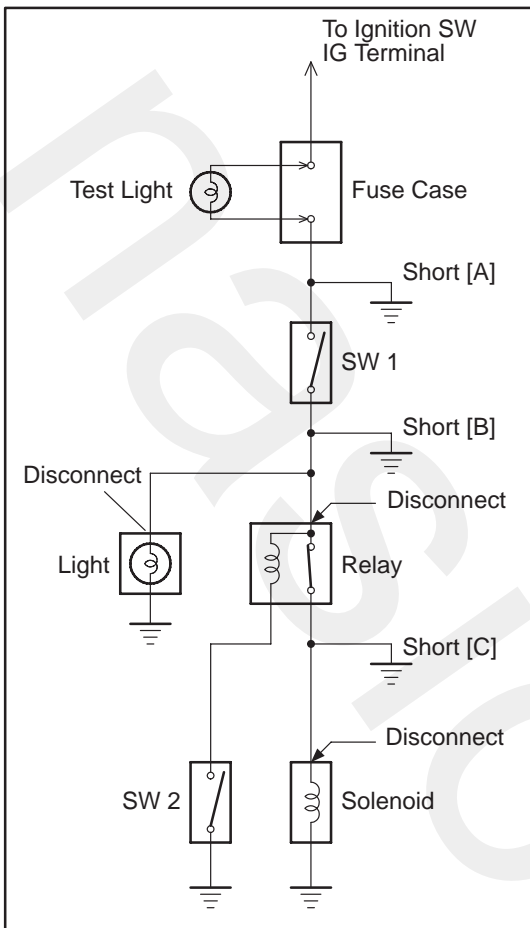 To Ignition SW
IG Terminal
Test Light
Fuse Case
Short [A]
SW 1
Short [B]
Disconnect
Disconnect
Light
Relay
Short [C]
Disconnect
SW 2
Solenoid